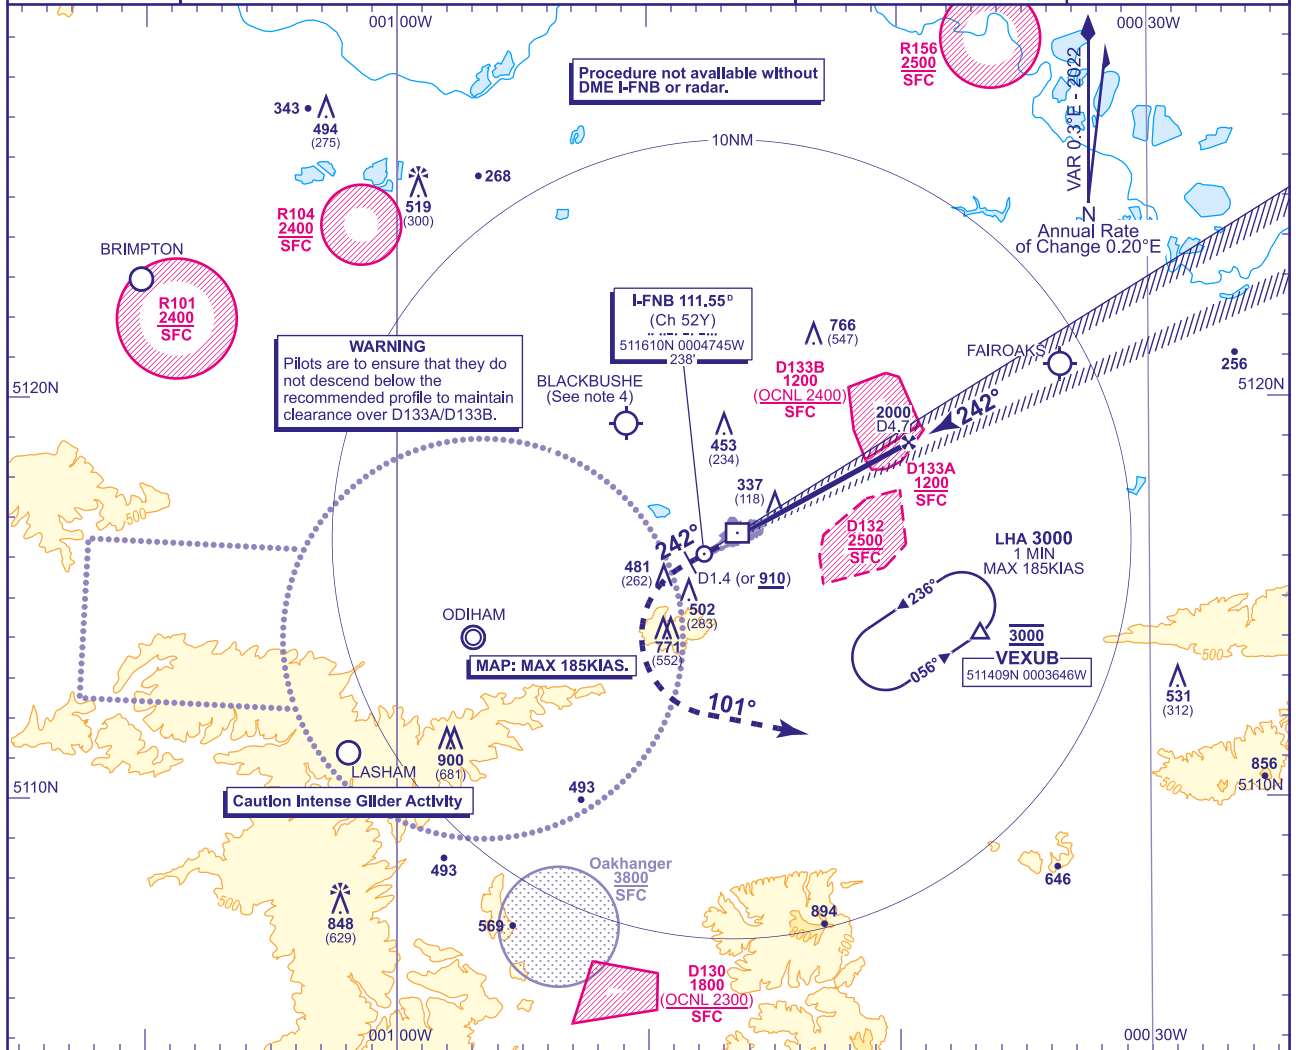 001 00W
000 30W
R156
2500
SFC
Procedure not available without
DME I-FNB or radar.
VAR 0.3°E - 2022
N
Annual Rate
of Change 0.20°E
343
494
(275)
10NM
268
519
(300)
R104
2400
SFC
BRIMPTON
R101
2400
SFC
I-FNB 111.55ᴰ
(Ch 52Y)
511610N 0004745W
238'
766
(547)
FAIROAKS
256
WARNING
Pilots are to ensure that they do
not descend below the
recommended profile to maintain
clearance over D133A/D133B.
D133B
1200
(OCNL 2400)
SFC
5120N
5120N
BLACKBUSHE
(See note 4)
2000
D4.7
242°
453
(234)
D133A
1200
SFC
337
(118)
500
D132
2500
SFC
242°
LHA 3000
1 MIN
MAX 185KIAS
481
(262)
D1.4 (or 910)
236°
502
(283)
ODIHAM
771
(552)
3000
VEXUB
511409N 0003646W
056°
500
MAP: MAX 185KIAS.
101°
531
(312)
900
(681)
LASHAM
856
5110N
5110N
493
Caution Intense Glider Activity
493
Oakhanger
3800
SFC
646
500
848
(629)
569
894
500
D130
1800
(OCNL 2300)
SFC
001 00W
000 30W